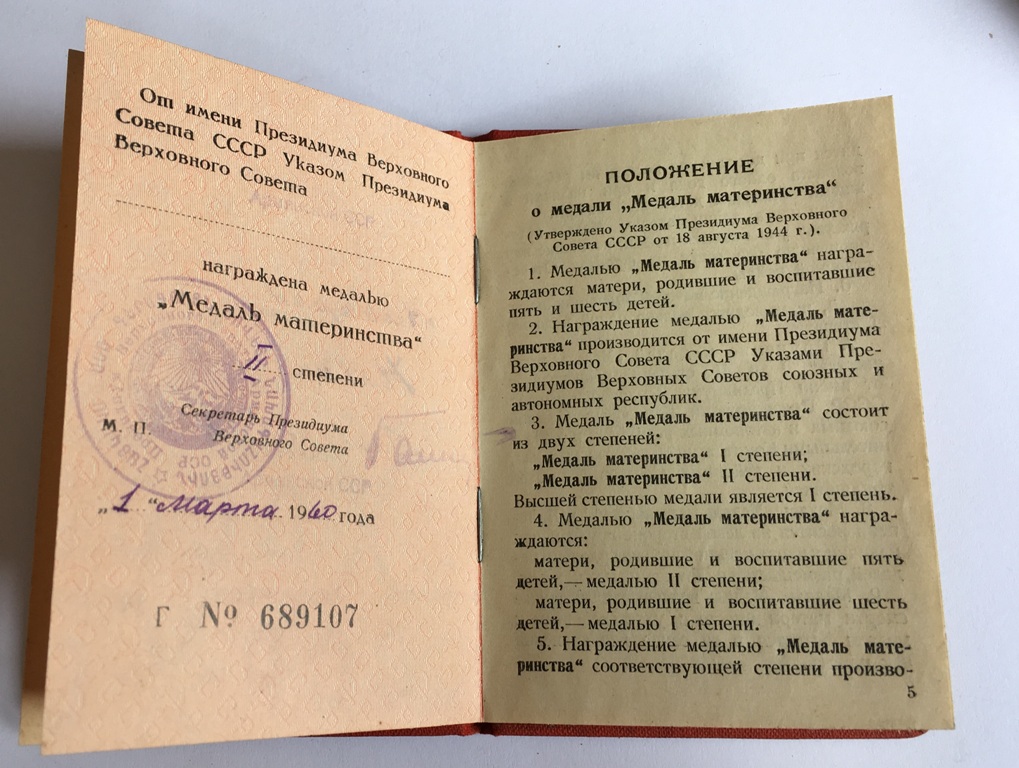 От имени Президиума Верховного
Совета СССР Указом Президиума
Верховного Совета
ССР
награждена медалью
„Медаль материнства“
II степени
Секретарь Президиума
Верховного Совета
М. П.
ССР
„1“ марта 1960 года
Г № 689107
ПОЛОЖЕНИЕ
о медали „Медаль материнства“
(Утверждено Указом Президиума Верховного
Совета СССР от 18 августа 1944 г.).
1. Медалью „Медаль материнства“ награ-
ждаются матери, родившие и воспитавшие
пять и шесть детей.
2. Награждение медалью „Медаль мате-
ринства“ производится от имени Президиума
Верховного Совета СССР Указами Пре-
зидиумов Верховных Советов союзных и
автономных республик.
3. Медаль „Медаль материнства“ состоит
из двух степеней:
„Медаль материнства“ I степени;
„Медаль материнства“ II степени.
Высшей степенью медали является I степень.
4. Медалью „Медаль материнства“ награ-
ждаются:
матери, родившие и воспитавшие пять
детей,—медалью II степени;
матери, родившие и воспитавшие шесть
детей,—медалью I степени.
5. Награждение медалью „Медаль мате-
ринства“ соответствующей степени произво-
5